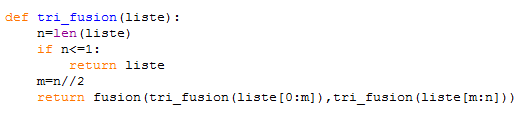 def tri_fusion(liste):
    n=len(liste)
    if n<=1:
        return liste
    m=n//2
    return fusion(tri_fusion(liste[0:m]),tri_fusion(liste[m:n]))